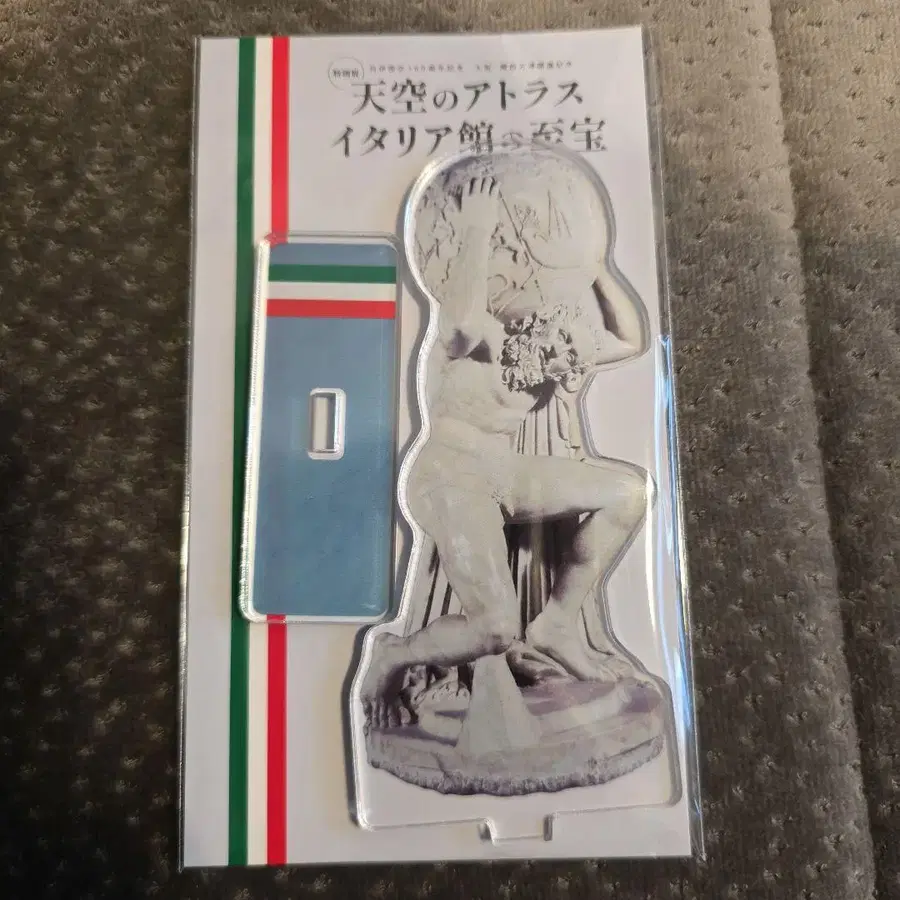 特別展
天空のアトラス
イタリア館の至宝